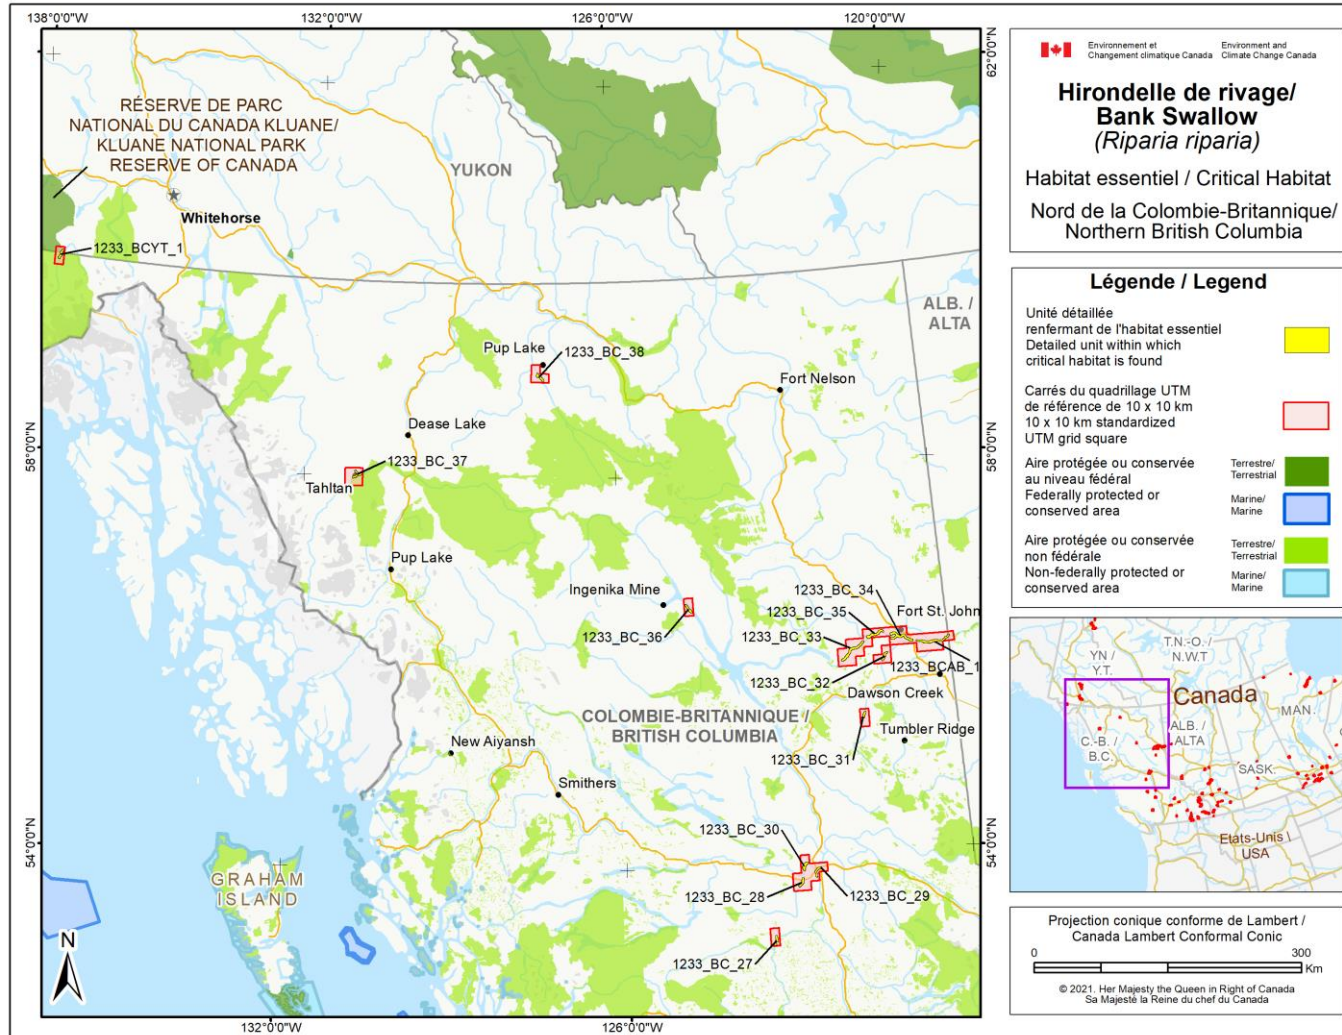 138°0'0"W
132°0'0"W
126°0'0"W
120°0'0"W
62°0'0"N
58°0'0"N
58°0'0"N
54°0'0"N
54°0'0"N
132°0'0"W
126°0'0"W
RÉSERVE DE PARC
NATIONAL DU CANADA KLUANE/
KLUANE NATIONAL PARK
RESERVE OF CANADA
YUKON
Whitehorse
1233_BCYT_1
ALB. /
ALTA
Pup Lake
1233_BC_38
Fort Nelson
Dease Lake
1233_BC_37
Tahltan
Pup Lake
Ingenika Mine
1233_BC_36
1233_BC_34
1233_BC_35
Fort St. John
1233_BC_33
1233_BCAB_1
1233_BC_32
Dawson Creek
COLOMBIE-BRITANNIQUE /
BRITISH COLUMBIA
Tumbler Ridge
1233_BC_31
New Aiyansh
Smithers
1233_BC_30
1233_BC_28
1233_BC_29
1233_BC_27
GRAHAM
ISLAND
N
Environnement et
Changement climatique Canada
Environment and
Climate Change Canada
Hirondelle de rivage/
Bank Swallow
(Riparia riparia)
Habitat essentiel / Critical Habitat
Nord de la Colombie-Britannique/
Northern British Columbia
Légende / Legend
Unité détaillée
renfermant de l'habitat essentiel
Detailed unit within which
critical habitat is found
Carrés du quadrillage UTM
de référence de 10 x 10 km
10 x 10 km standardized
UTM grid square
Aire protégée ou conservée
au niveau fédéral
Federally protected or
conserved area
Terrestre/
Terrestrial
Marine/
Marine
Aire protégée ou conservée
non fédérale
Non-federally protected or
conserved area
Terrestre/
Terrestrial
Marine/
Marine
YN /
Y.T.
T.N.-O. /
N.W.T
Canada
MAN.
C.-B. /
B.C.
ALB. /
ALTA
SASK.
Etats-Unis \
USA
Projection conique conforme de Lambert /
Canada Lambert Conformal Conic
0
300
Km
© 2021. Her Majesty the Queen in Right of Canada
Sa Majesté la Reine du chef du Canada